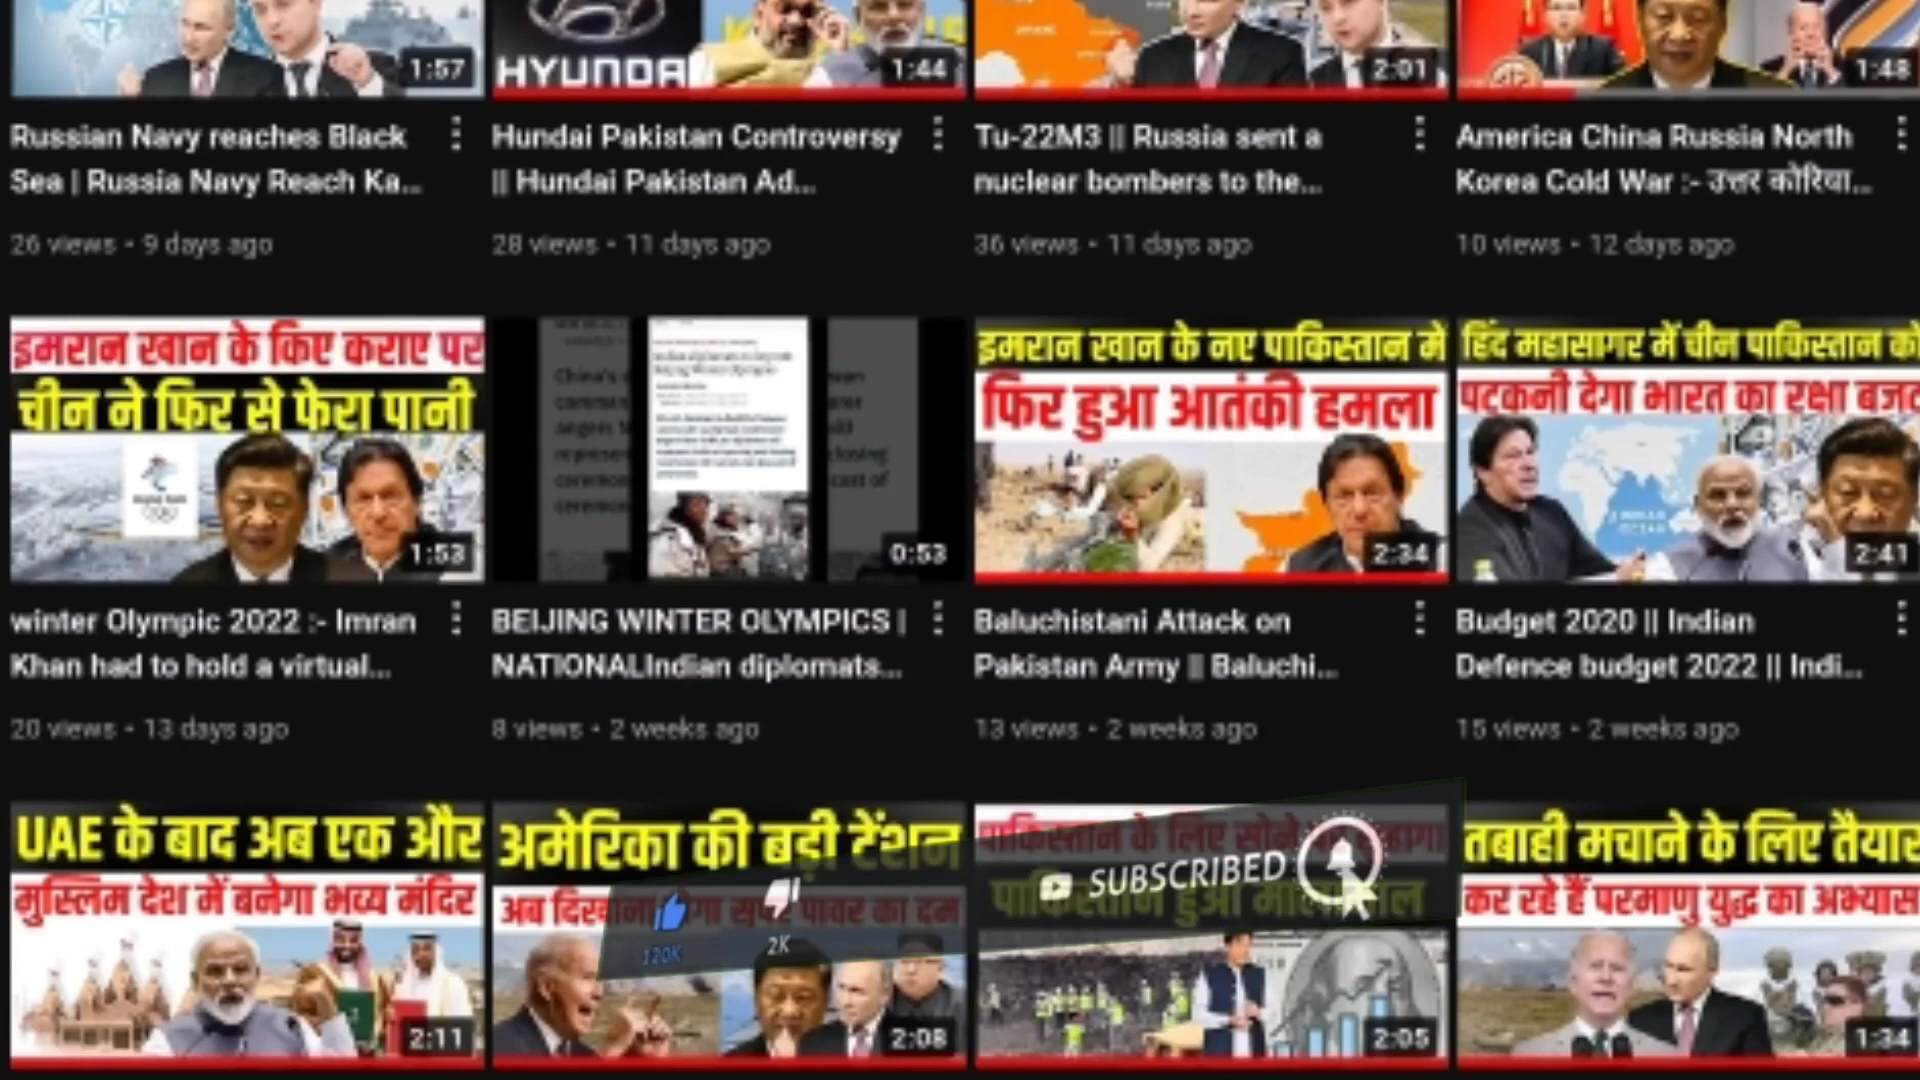 1:57
HYUNDA
1:44
2:01
1:48
Russian Navy reaches Black
Sea | Russia Navy Reach Ka...
26 views • 9 days ago
Hundai Pakistan Controversy
|| Hundai Pakistan Ad...
28 views • 11 days ago
Tu-22M3 || Russia sent a
nuclear bombers to the...
36 views • 11 days ago
America China Russia North
Korea Cold War :- उत्तर कोरिया...
10 views • 12 days ago
इमरान खान के किए कराए पर
चीन ने फिर से फेरा पानी
1:53
0:53
इमरान खान के नए पाकिस्तान में
फिर हुआ आतंकी हमला
2:34
हिंद महासागर में चीन पाकिस्तान को
पटकनी देगा भारत का रक्षा बजट
INDIAN
OCEAN
2:41
winter Olympic 2022 :- Imran
Khan had to hold a virtual...
20 views • 13 days ago
BEIJING WINTER OLYMPICS |
NATIONALIndian diplomats...
8 views • 2 weeks ago
Baluchistani Attack on
Pakistan Army || Baluchi...
13 views • 2 weeks ago
Budget 2020 || Indian
Defence budget 2022 || Indi...
15 views • 2 weeks ago
UAE के बाद अब एक और
मुस्लिम देश में बनेगा भव्य मंदिर
2:11
अमेरिका की बड़ी टेंशन
अब सुपर पावर का दम
120K
2K
2:08
पाकिस्तान के लिए
पाकिस्तान हुआ
SUBSCRIBED
2:05
तबाही मचाने के लिए तैयार
कर रहे हैं परमाणु युद्ध का अभ्यास
1:34